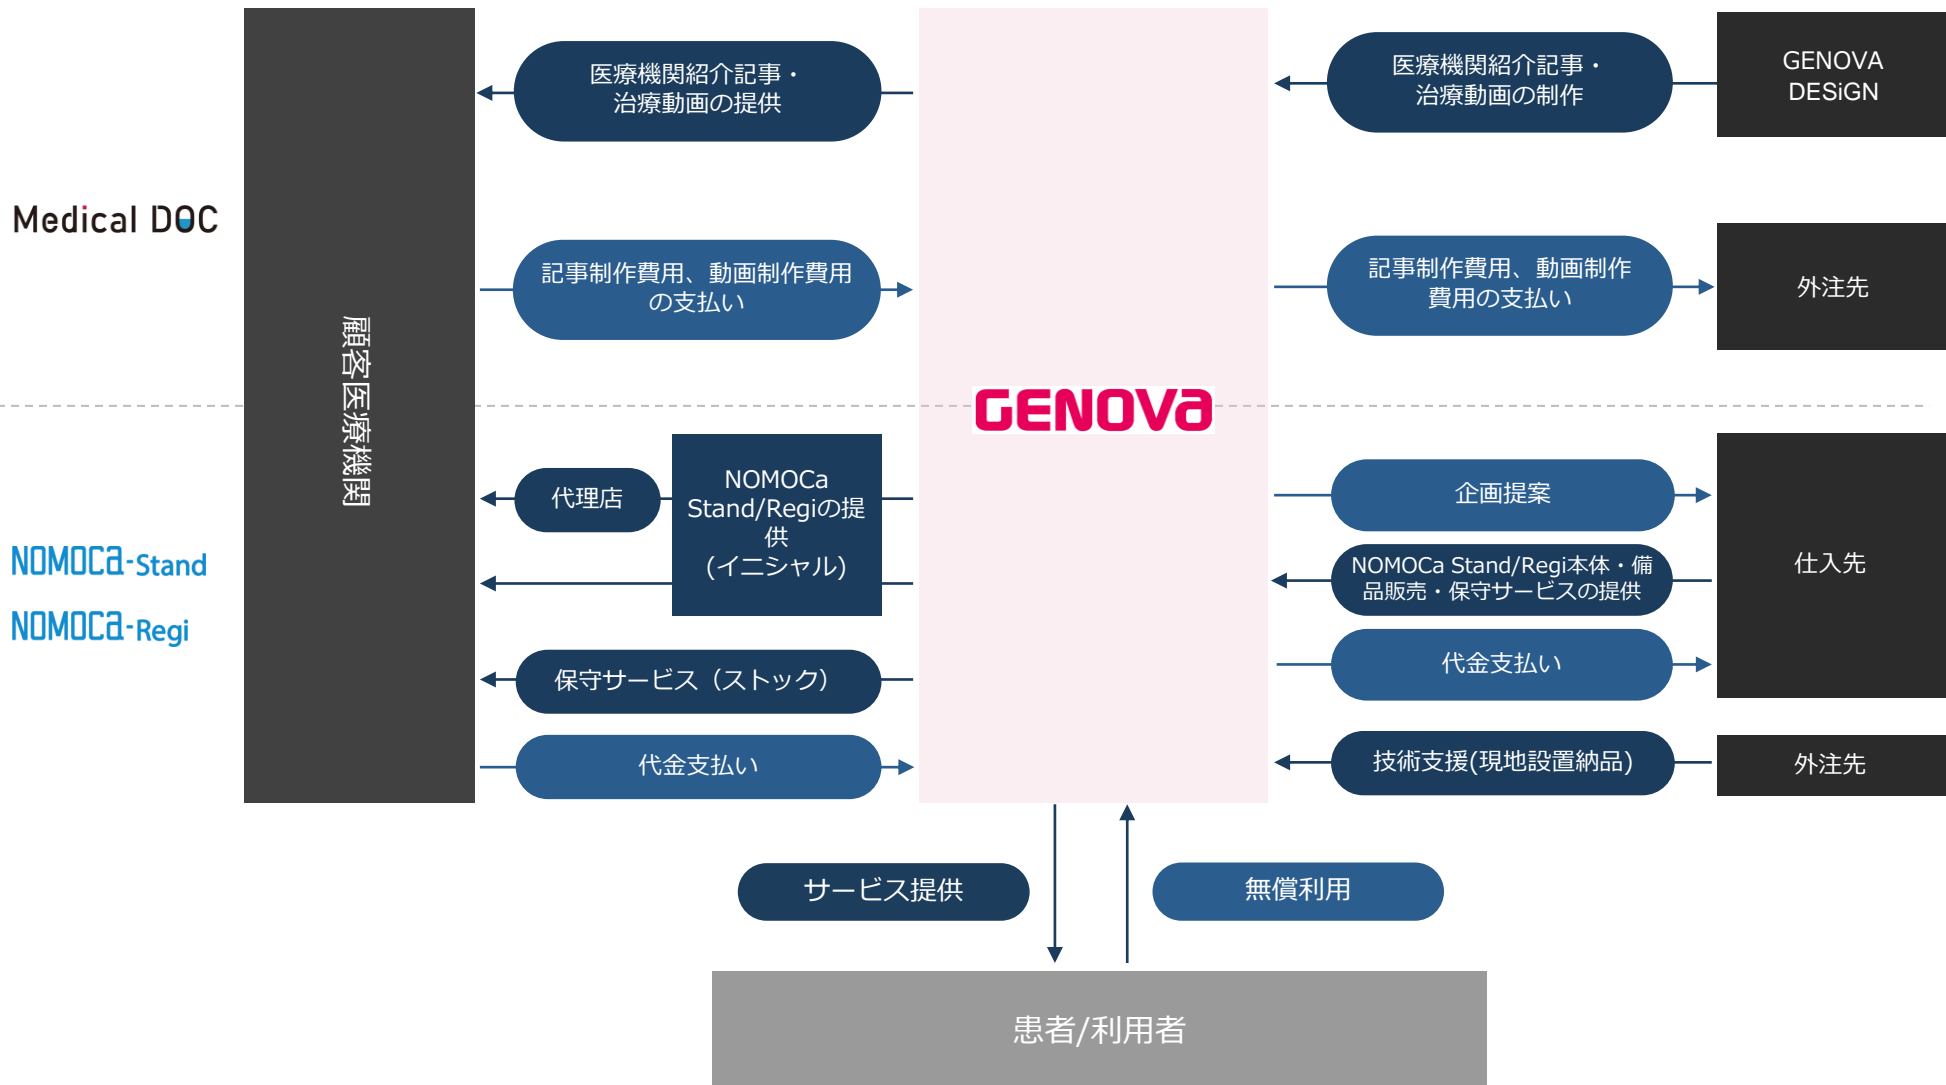 医療機関紹介記事・
治療動画の提供
医療機関紹介記事・
治療動画の制作
GENOVA
DESiGN
Medical DOC
記事制作費用、動画制作費用
の支払い
記事制作費用、動画制作
費用の支払い
外注先
顧客医療機関
GENOVa
NOMOCa-Stand
NOMOCa-Regi
代理店
NOMOCa
Stand/Regiの提
供
(イニシャル)
企画提案
NOMOCa Stand/Regi本体・備
品販売・保守サービスの提供
仕入先
保守サービス（ストック）
代金支払い
代金支払い
技術支援(現地設置納品)
外注先
サービス提供
無償利用
患者/利用者